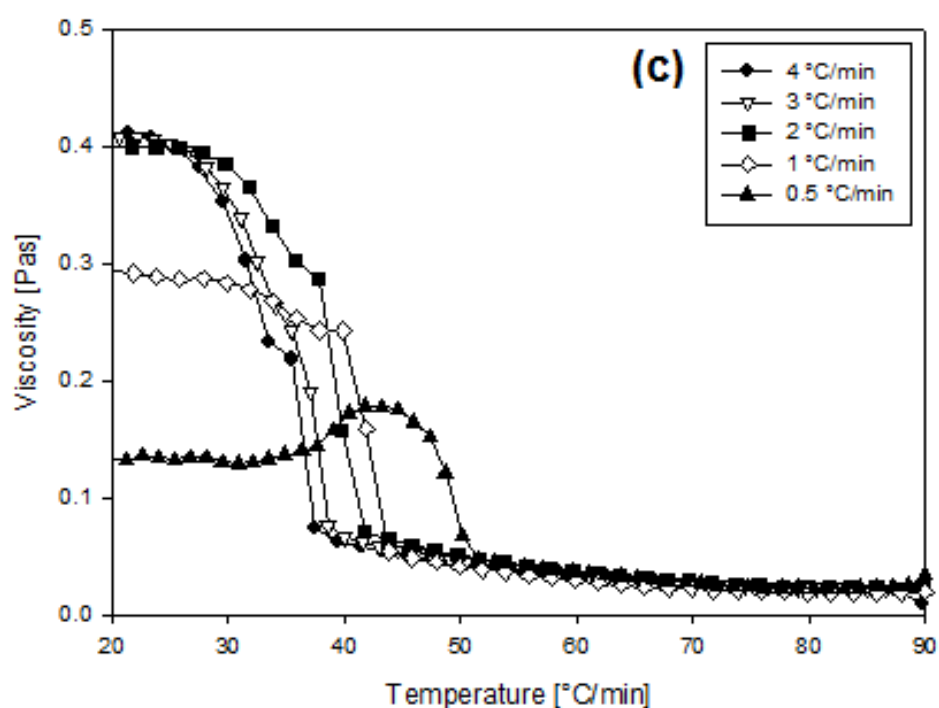 (c)
4 °C/min
3 °C/min
2 °C/min
1 °C/min
0.5 °C/min
0.5
0.4
0.3
0.2
0.1
0.0
Viscosity [Pas]
20 30 40 50 60 70 80 90
Temperature [°C/min]